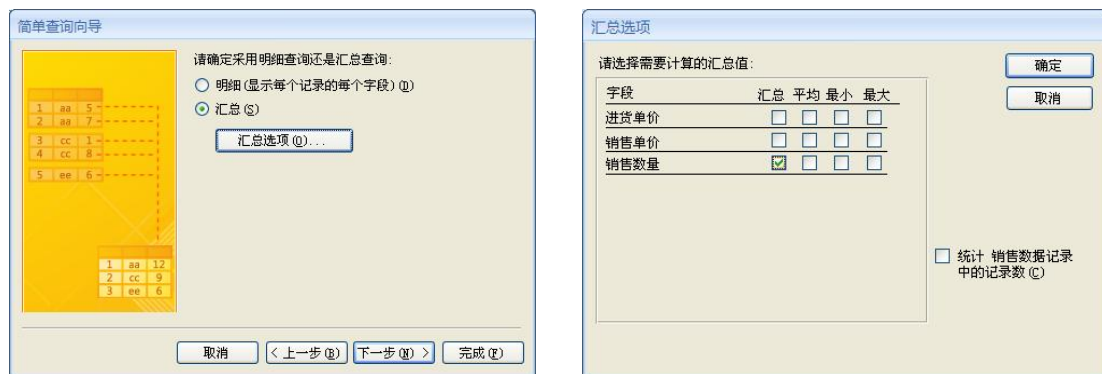 简单查询向导
请确定采用明细查询还是汇总查询:
明细(显示每个记录的每个字段)(D)
汇总(S)
汇总选项(O)...
1 aa 5
2 aa 7
3 cc 1
4 cc 8
5 ee 6
1 aa 12
2 cc 9
3 ee 6
取消
< 上一步(B)
下一步(N) >
完成(F)
汇总选项
请选择需要计算的汇总值:
字段 汇总 平均 最小 最大
进货单价
销售单价
销售数量
确定
取消
统计 销售数据记录
中的记录数(C)